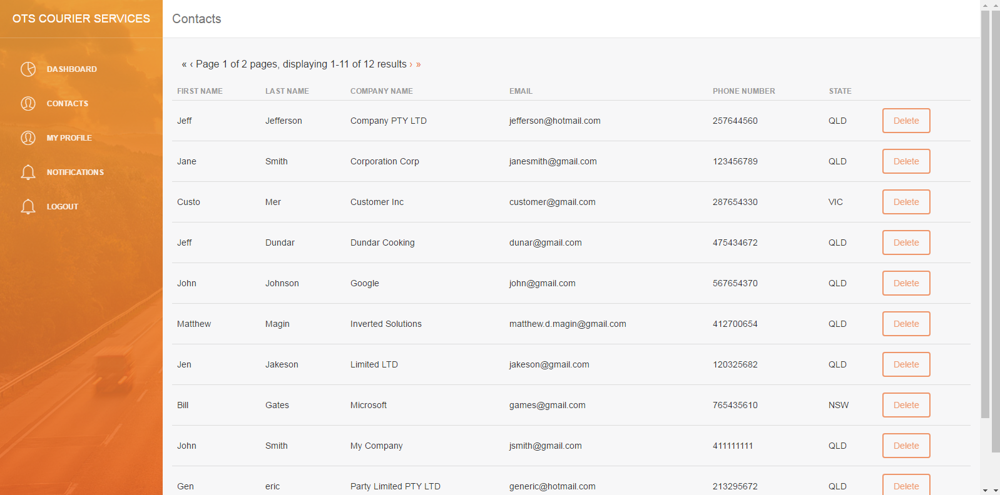 OTS COURIER SERVICES
Contacts
DASHBOARD
CONTACTS
MY PROFILE
NOTIFICATIONS
LOGOUT
« ‹ Page 1 of 2 pages, displaying 1-11 of 12 results › »
FIRST NAME LAST NAME COMPANY NAME EMAIL PHONE NUMBER STATE
Jeff Jefferson Company PTY LTD jefferson@hotmail.com 257644560 QLD Delete
Jane Smith Corporation Corp janesmith@gmail.com 123456789 QLD Delete
Custo Mer Customer Inc customer@gmail.com 287654330 VIC Delete
Jeff Dundar Dundar Cooking dunar@gmail.com 475434672 QLD Delete
John Johnson Google john@gmail.com 567654370 QLD Delete
Matthew Magin Inverted Solutions matthew.d.magin@gmail.com 412700654 QLD Delete
Jen Jakeson Limited LTD jakeson@gmail.com 120325682 QLD Delete
Bill Gates Microsoft games@gmail.com 765435610 NSW Delete
John Smith My Company jsmith@gmail.com 411111111 QLD Delete
Gen eric Party Limited PTY LTD generic@hotmail.com 213295672 QLD Delete